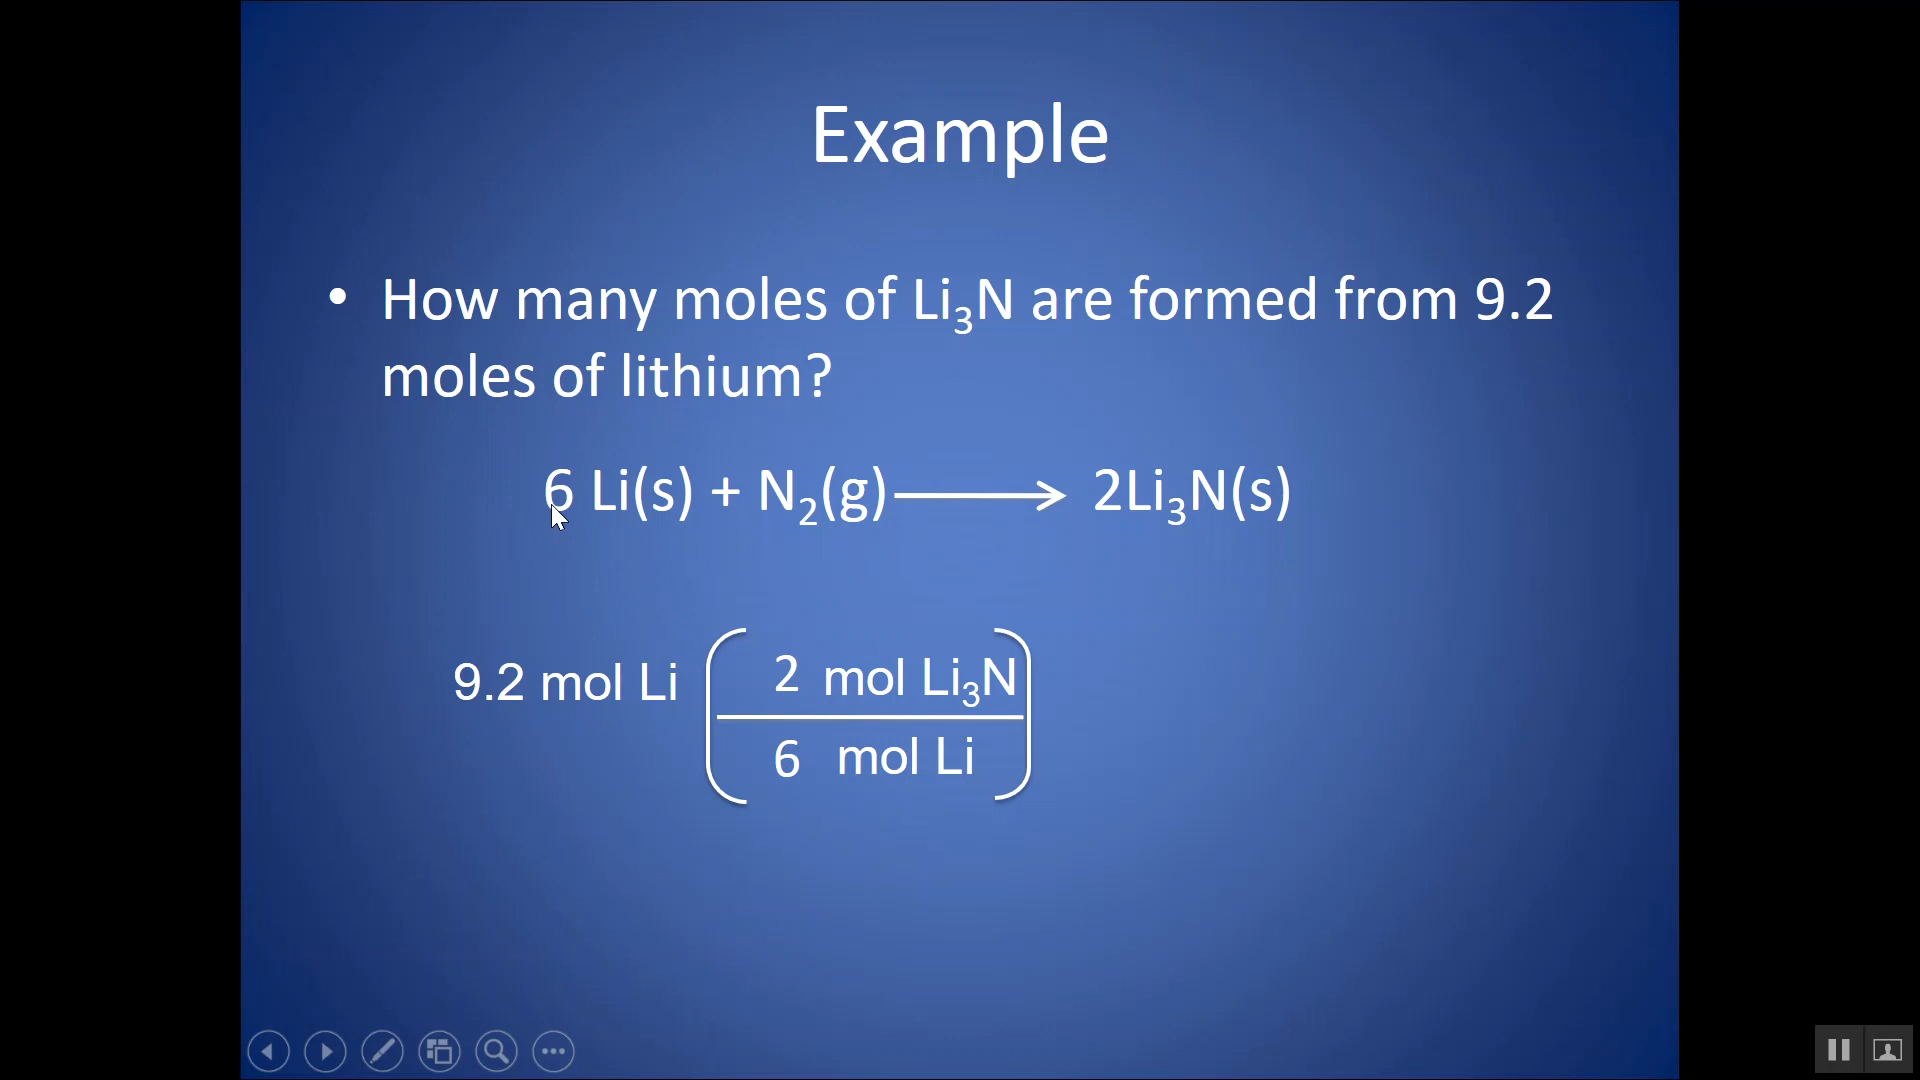 Example
• How many moles of Li₃N are formed from 9.2
moles of lithium?
6 Li(s) + N₂(g) ⟶ 2Li₃N(s)
9.2 mol Li
2 mol Li₃N
6 mol Li